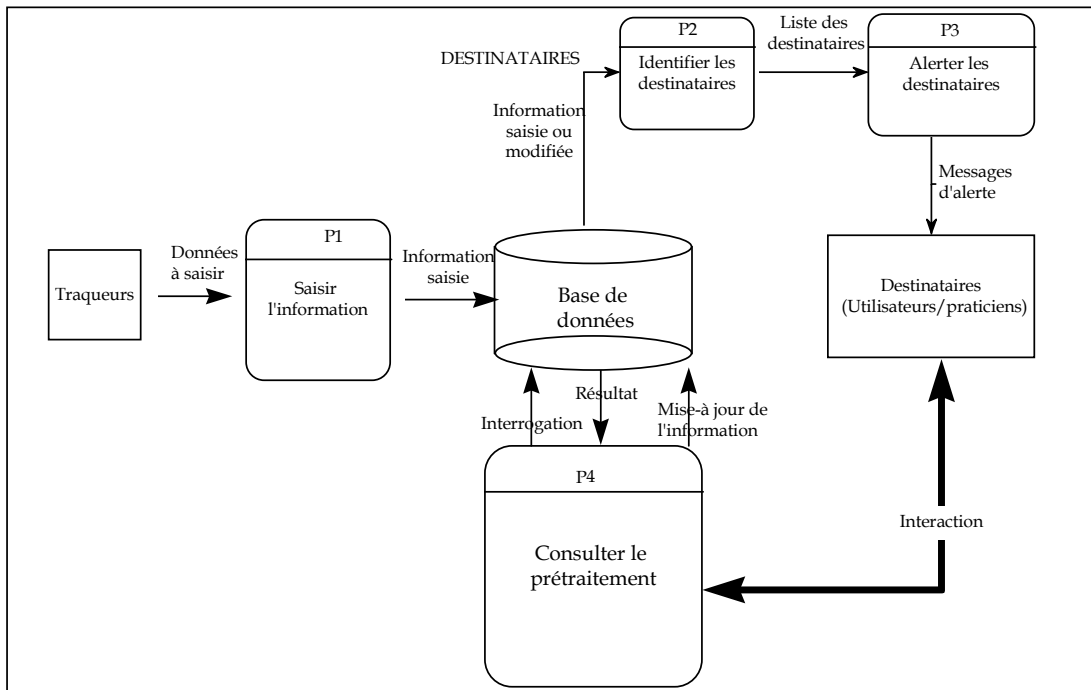 P2
Identifier les
destinataires
Liste des
destinataires
P3
Alerter les
destinataires
DESTINATAIRES
Information
saisie ou
modifiée
Messages
d'alerte
Traqueurs
Données
à saisir
P1
Saisir
l'information
Information
saisie
Base de
données
Destinataires
(Utilisateurs/praticiens)
Interrogation
Résultat
Mise-à jour de
l'information
P4
Consulter le
prétraitement
Interaction